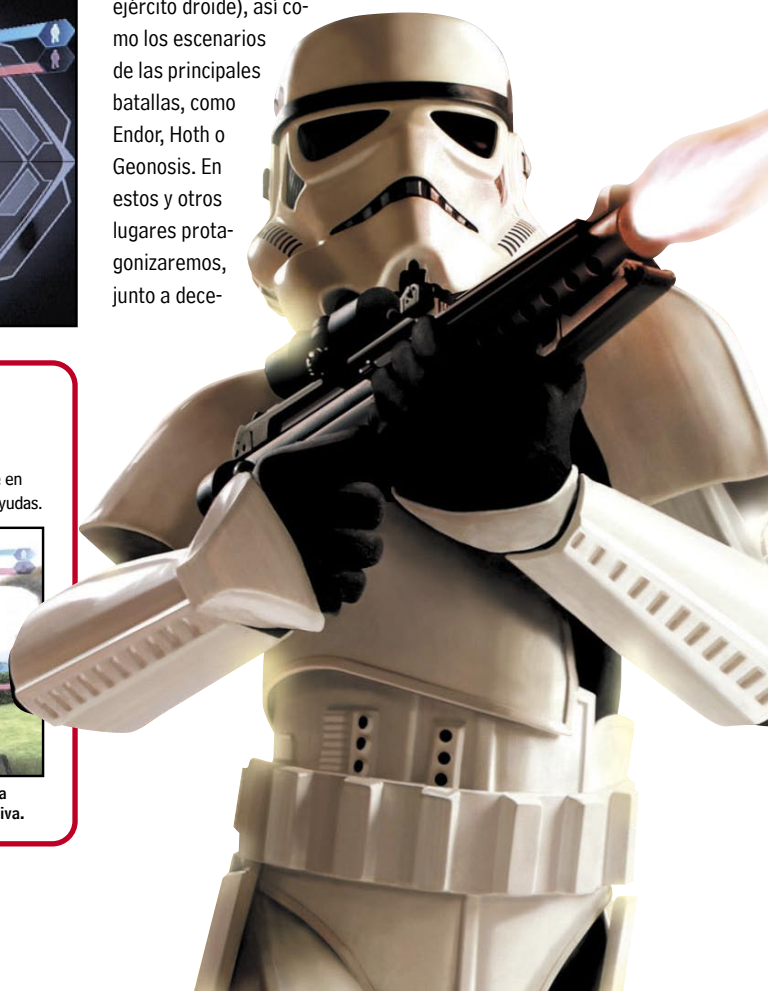 ejército droide), así co-
mo los escenarios
de las principales
batallas, como
Endor, Hoth o
Geonosis. En
estos y otros
lugares prota-
gonizaremos,
junto a dece-
en
yudas.
a
iva.